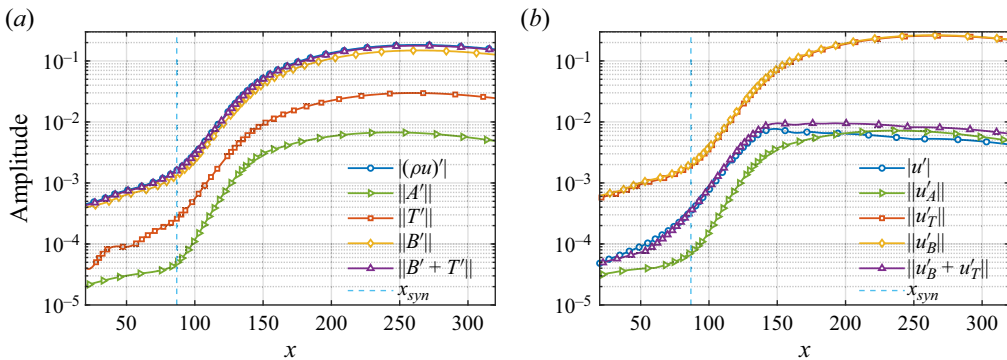 (a)
(b)
10⁻¹
10⁻²
10⁻³
10⁻⁴
10⁻⁵
Amplitude
|(ρu)′|
||A′||
||T′||
||B′||
||B′ + T′||
x_syn
50 100 150 200 250 300
x
10⁻¹
10⁻²
10⁻³
10⁻⁴
10⁻⁵
|u′|
||u′_A||
||u′_T||
||u′_B||
||u′_B + u′_T||
x_syn
50 100 150 200 250 300
x